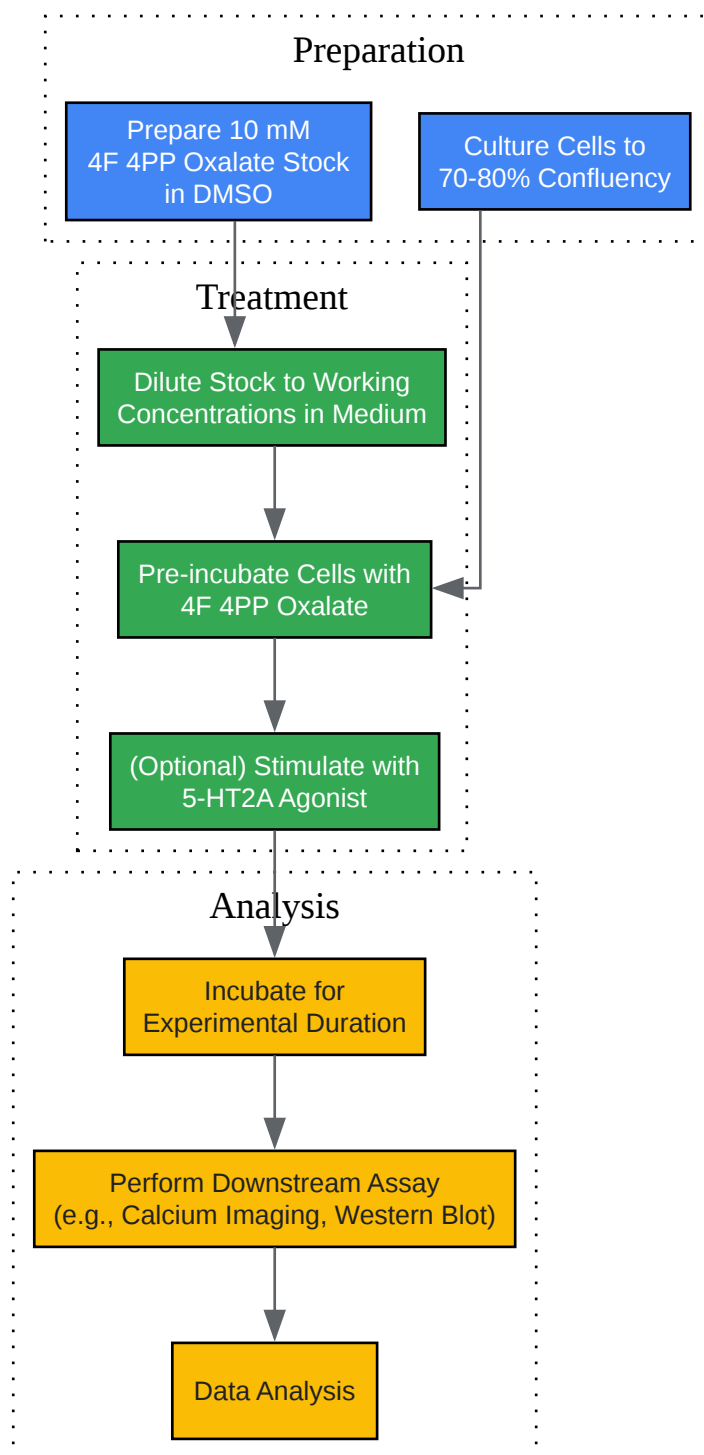 Preparation
Prepare 10 mM
4F 4PP Oxalate Stock
in DMSO
Culture Cells to
70-80% Confluency
Treatment
Dilute Stock to Working
Concentrations in Medium
Pre-incubate Cells with
4F 4PP Oxalate
(Optional) Stimulate with
5-HT2A Agonist
Analysis
Incubate for
Experimental Duration
Perform Downstream Assay
(e.g., Calcium Imaging, Western Blot)
Data Analysis